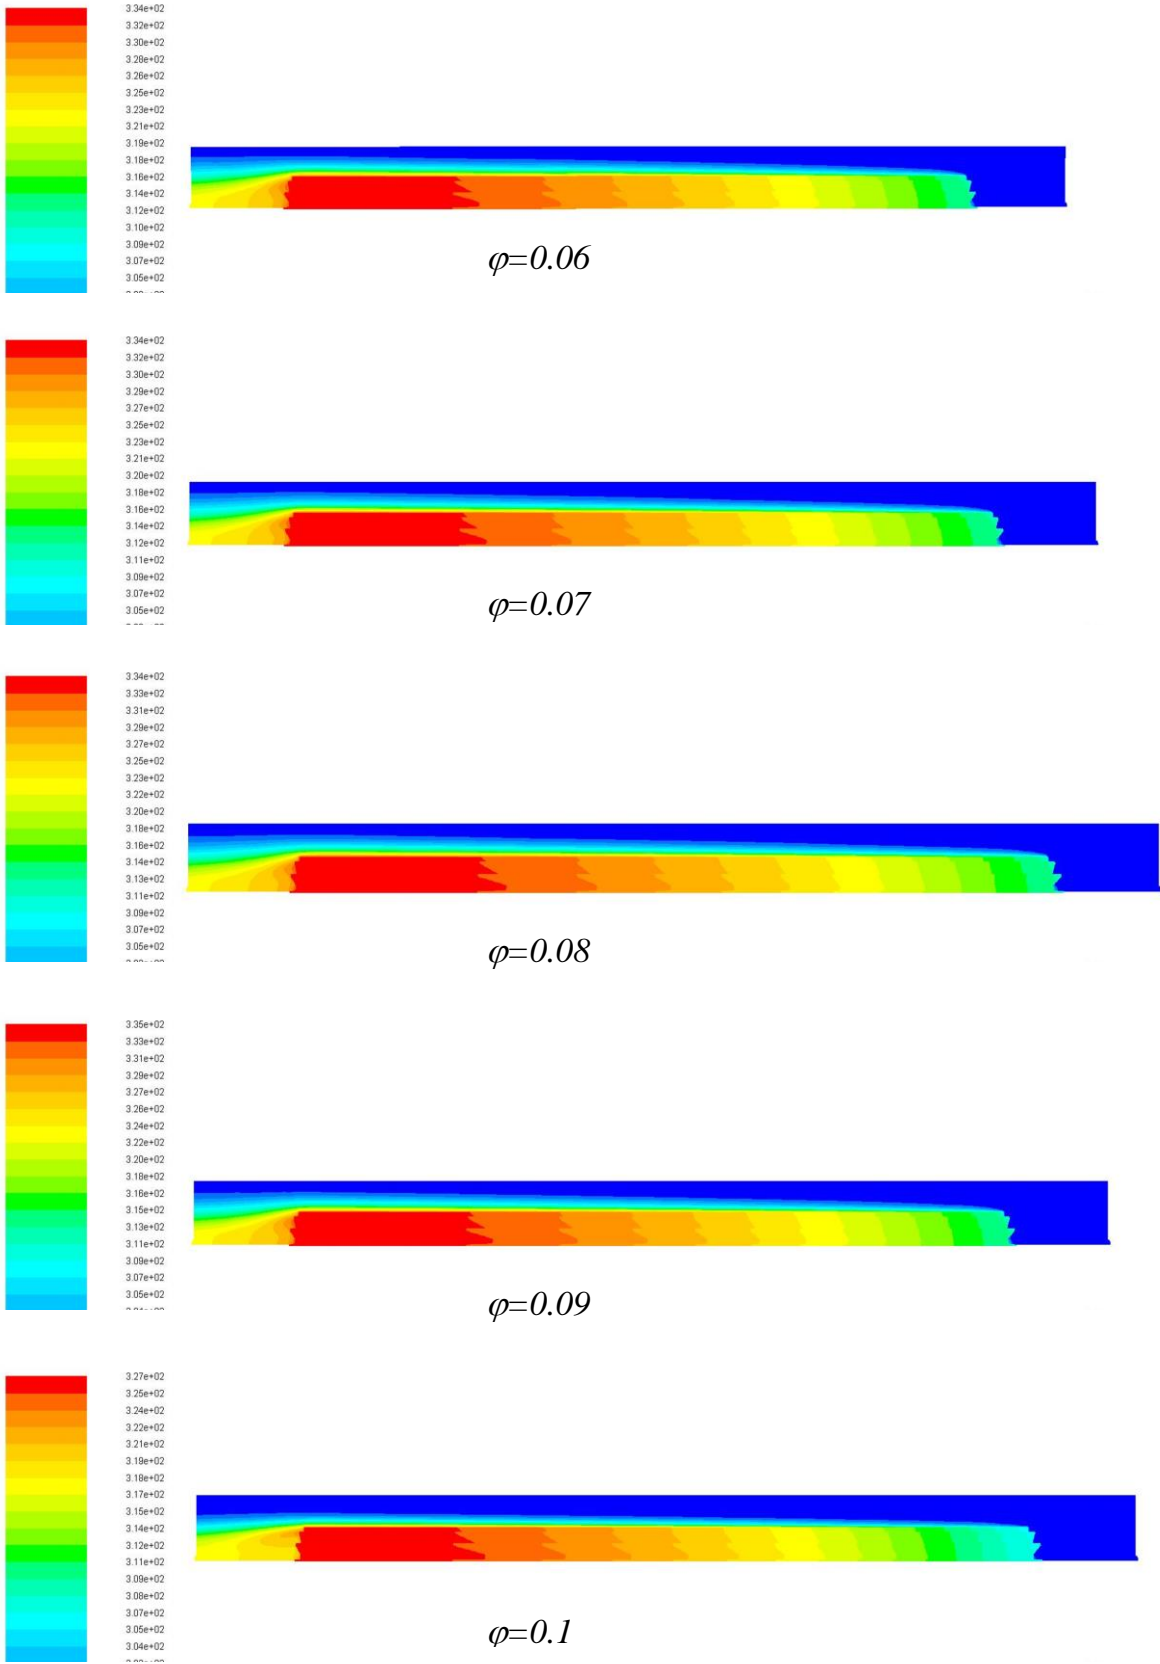 3.34e+02
3.32e+02
3.30e+02
3.28e+02
3.26e+02
3.25e+02
3.23e+02
3.21e+02
3.19e+02
3.18e+02
3.16e+02
3.14e+02
3.12e+02
3.10e+02
3.09e+02
3.07e+02
3.05e+02
φ=0.06
3.34e+02
3.32e+02
3.30e+02
3.29e+02
3.27e+02
3.25e+02
3.23e+02
3.21e+02
3.20e+02
3.18e+02
3.16e+02
3.14e+02
3.12e+02
3.11e+02
3.09e+02
3.07e+02
3.05e+02
φ=0.07
3.34e+02
3.33e+02
3.31e+02
3.29e+02
3.27e+02
3.25e+02
3.23e+02
3.22e+02
3.20e+02
3.18e+02
3.16e+02
3.14e+02
3.13e+02
3.11e+02
3.09e+02
3.07e+02
3.05e+02
φ=0.08
3.35e+02
3.33e+02
3.31e+02
3.29e+02
3.27e+02
3.26e+02
3.24e+02
3.22e+02
3.20e+02
3.18e+02
3.16e+02
3.15e+02
3.13e+02
3.11e+02
3.09e+02
3.07e+02
3.05e+02
φ=0.09
3.27e+02
3.25e+02
3.24e+02
3.22e+02
3.21e+02
3.19e+02
3.18e+02
3.17e+02
3.15e+02
3.14e+02
3.12e+02
3.11e+02
3.09e+02
3.08e+02
3.07e+02
3.05e+02
3.04e+02
φ=0.1